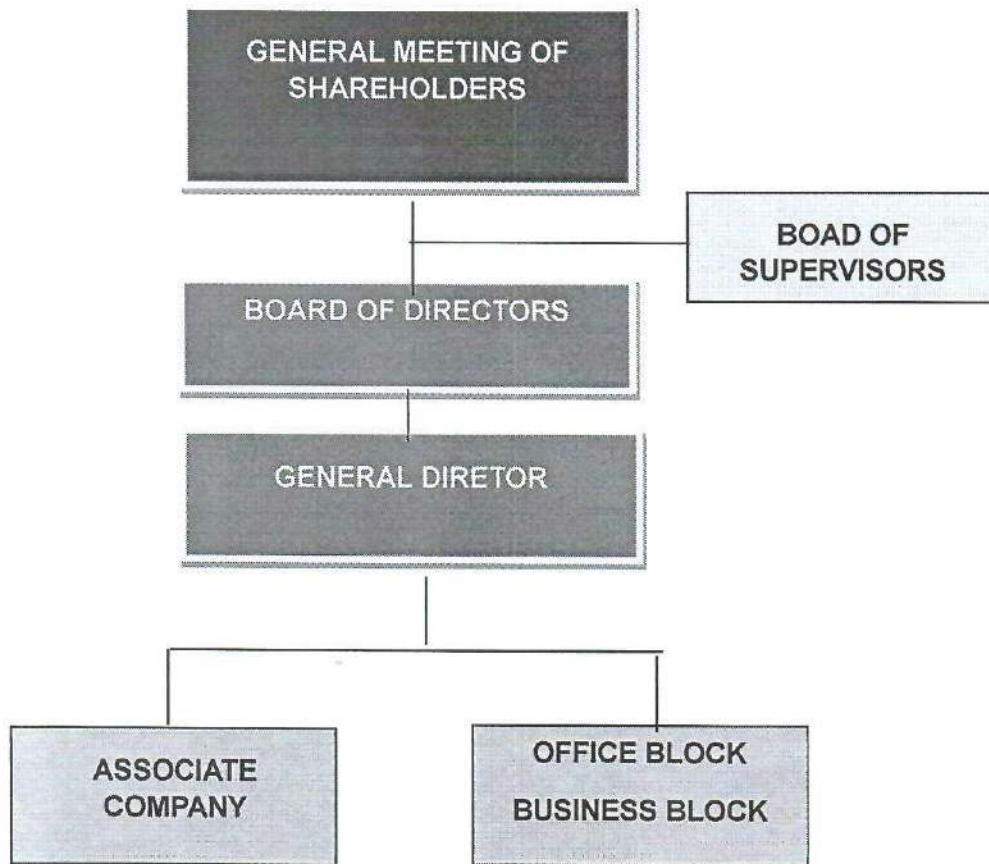 GENERAL MEETING OF
SHAREHOLDERS
BOAD OF
SUPERVISORS
BOARD OF DIRECTORS
GENERAL DIRETOR
ASSOCIATE
COMPANY
OFFICE BLOCK
BUSINESS BLOCK